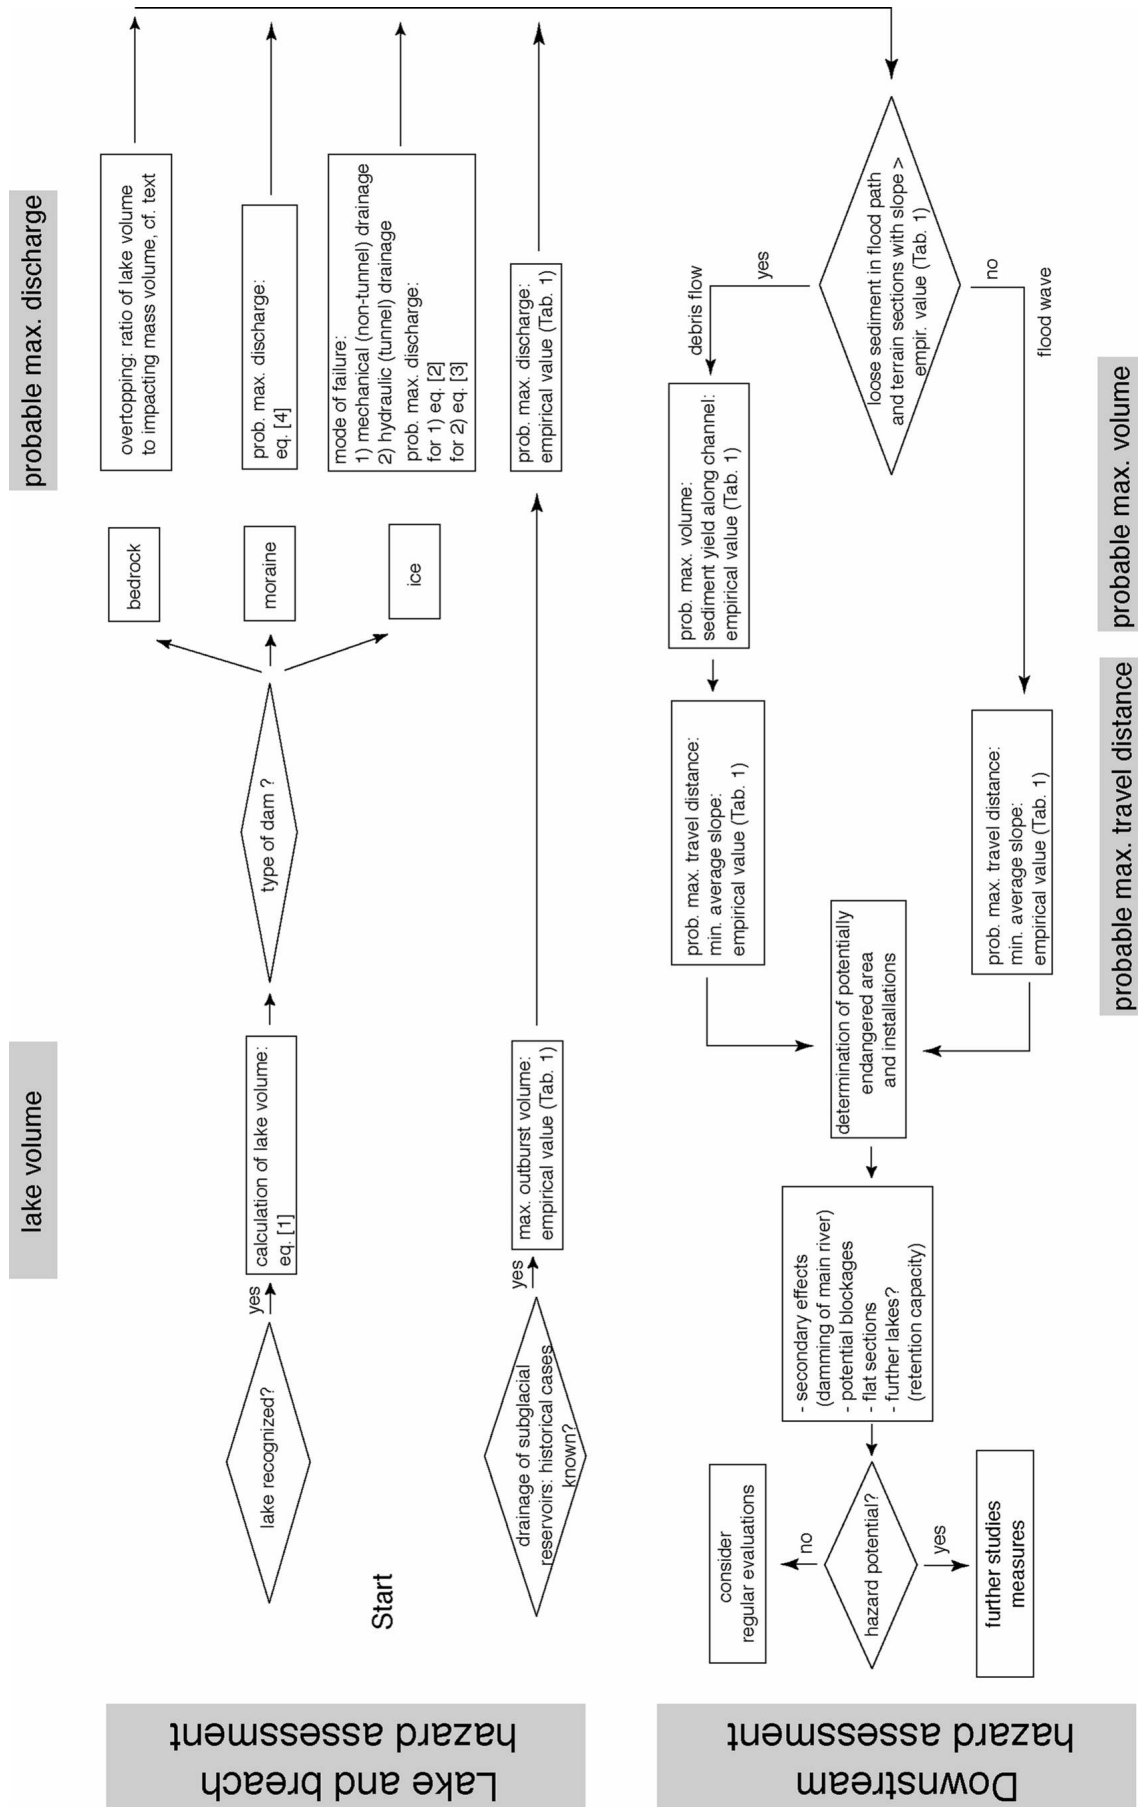 lake volume
probable max. discharge
Lake and breach
hazard assessment
Start
lake recognized?
yes
calculation of lake volume:
eq. [1]
type of dam ?
bedrock
moraine
ice
overtopping: ratio of lake volume
to impacting mass volume, cf. text
prob. max. discharge:
eq. [4]
mode of failure:
1) mechanical (non-tunnel) drainage
2) hydraulic (tunnel) drainage
prob. max. discharge:
for 1) eq. [2]
for 2) eq. [3]
drainage of subglacial
reservoirs: historical cases
known?
yes
max. outburst volume:
empirical value (Tab. 1)
prob. max. discharge:
empirical value (Tab. 1)
Downstream
hazard assessment
loose sediment in flood path
and terrain sections with slope >
empir. value (Tab. 1)
yes
debris flow
no
flood wave
prob. max. volume:
sediment yield along channel:
empirical value (Tab. 1)
prob. max. travel distance:
min. average slope:
empirical value (Tab. 1)
prob. max. travel distance:
min. average slope:
empirical value (Tab. 1)
determination of potentially
endangered area
and installations
- secondary effects
(damming of main river)
- potential blockages
- flat sections
- further lakes?
(retention capacity)
hazard potential?
no
consider
regular evaluations
yes
further studies
measures
probable max. travel distance
probable max. volume